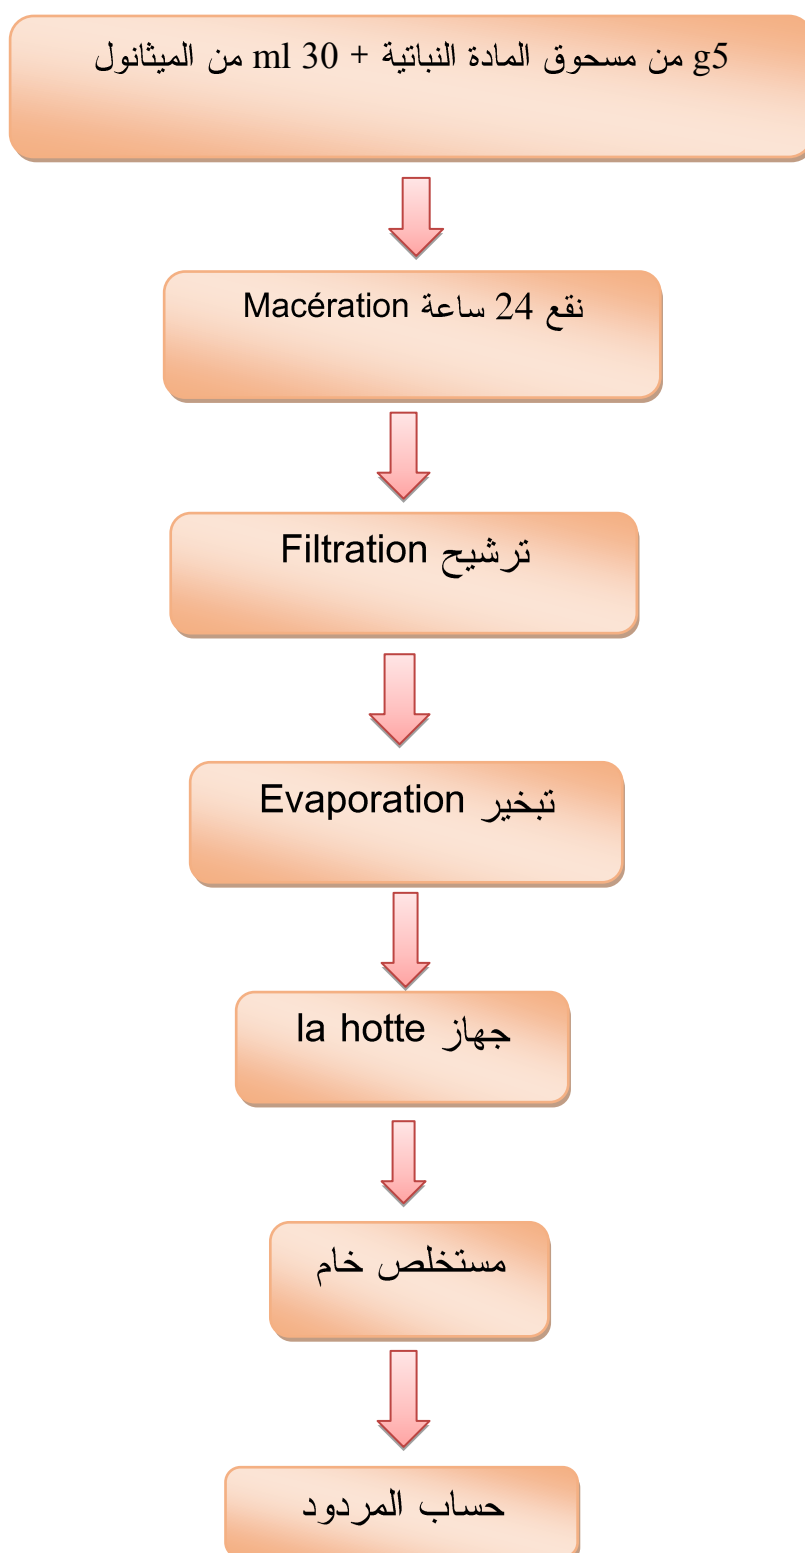 g5 من مسحوق المادة النباتية + 30 ml من الميثانول
نقع 24 ساعة Macération
ترشيح Filtration
تبخير Evaporation
جهاز la hotte
مستخلص خام
حساب المردود